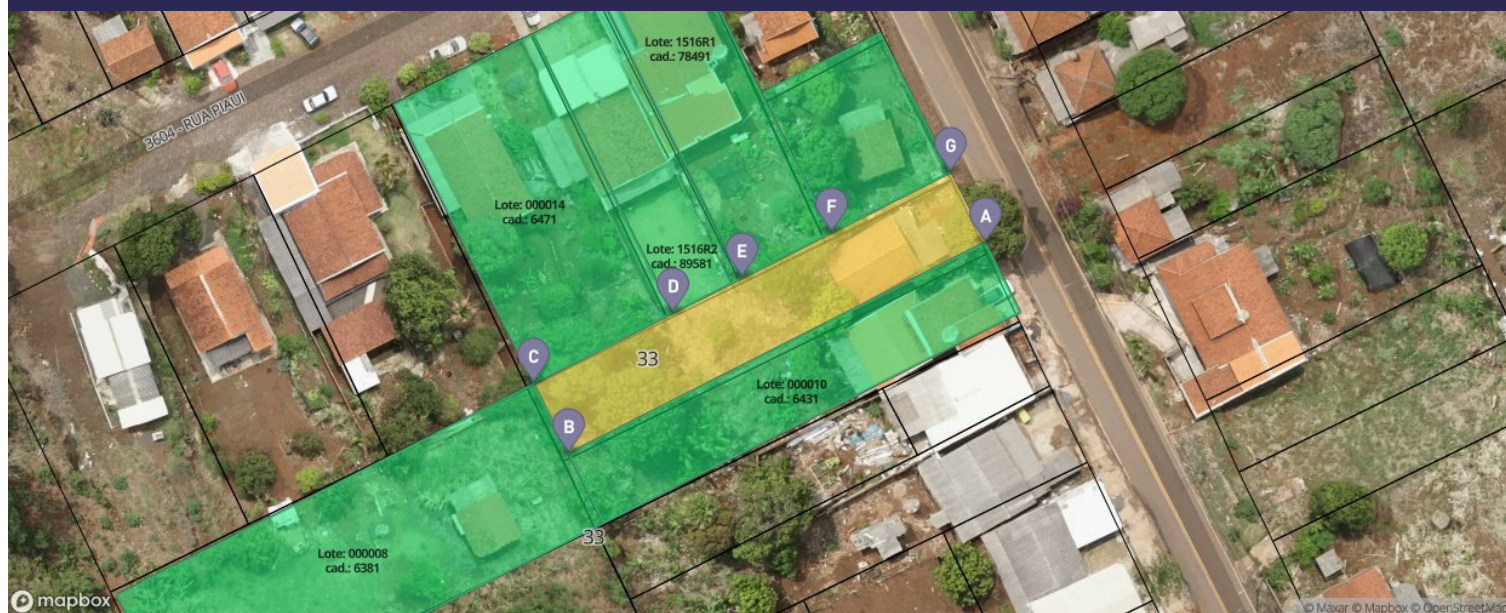 Lote: 1516R1
cad.: 78491
3604 - RUA PIAUI
G
Lote: 000014
cad.: 6471
F
A
Lote: 1516R2
cad.: 89581
E
D
C
33
Lote: 000010
cad.: 6431
B
33
Lote: 000008
cad.: 6381
mapbox
© Maxar © Mapbox © OpenStreetMap